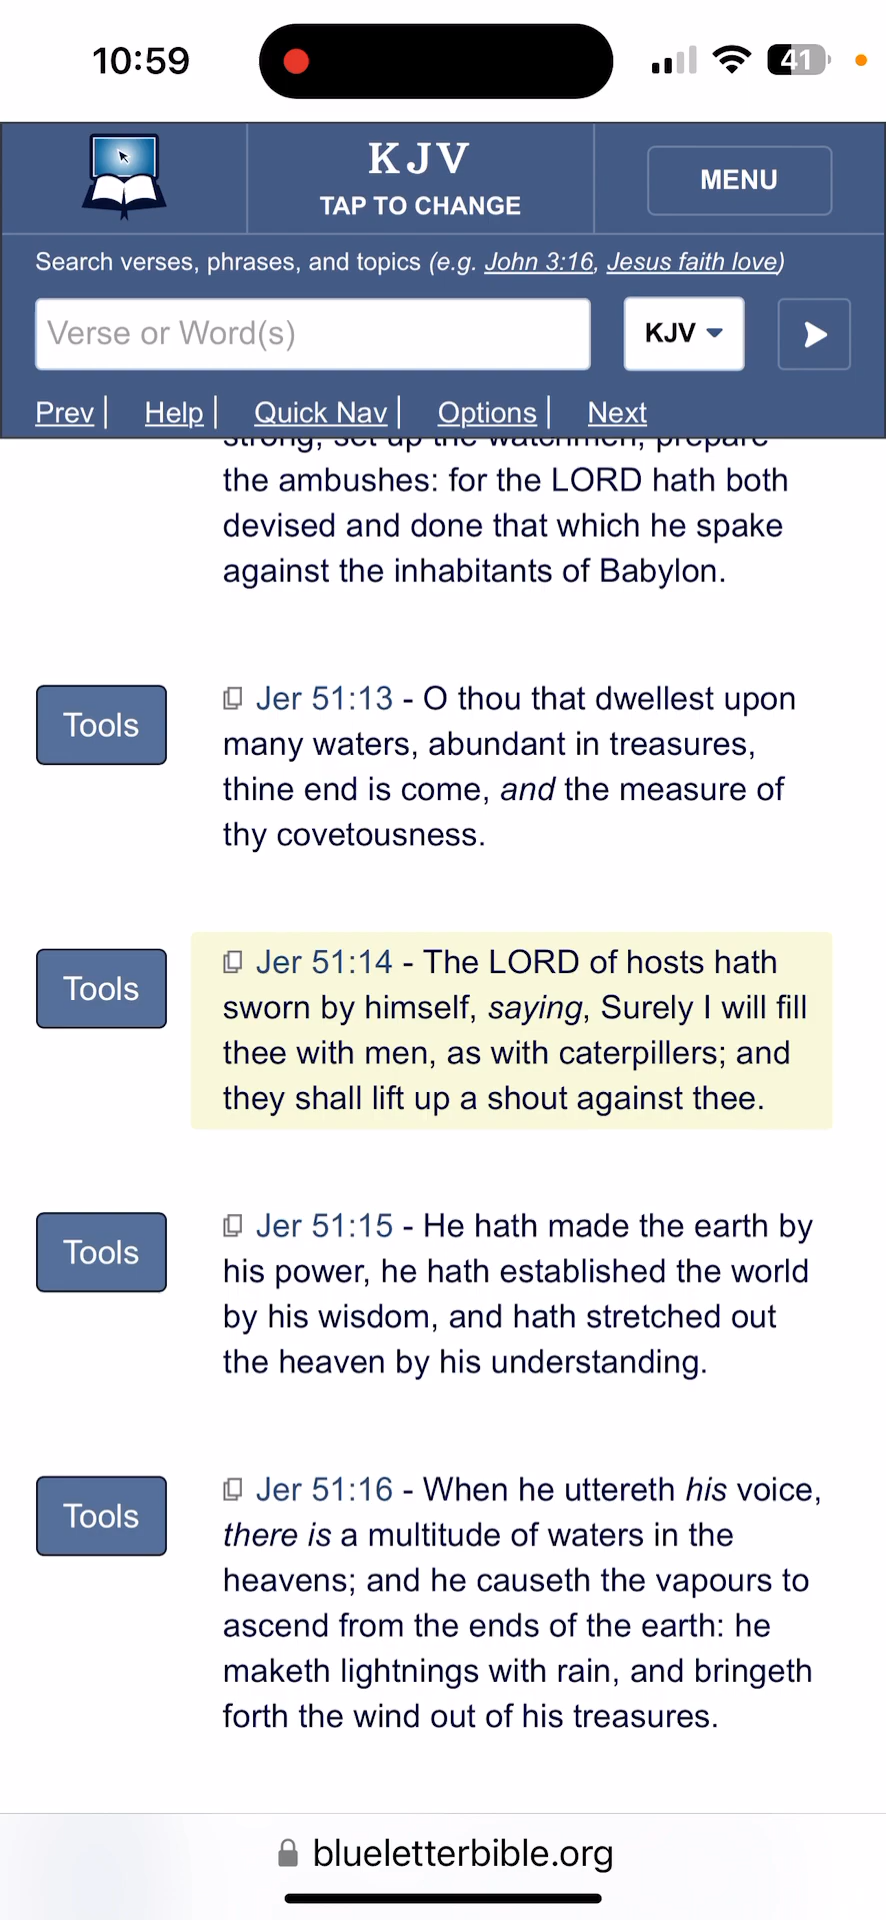 10:59
41
KJV
TAP TO CHANGE
MENU
Search verses, phrases, and topics (e.g. John 3:16, Jesus faith love)
Verse or Word(s)
KJV
Prev | Help | Quick Nav | Options | Next
strong, set up the watchmen, prepare
the ambushes: for the LORD hath both
devised and done that which he spake
against the inhabitants of Babylon.
Tools
Jer 51:13 - O thou that dwellest upon
many waters, abundant in treasures,
thine end is come, and the measure of
thy covetousness.
Tools
Jer 51:14 - The LORD of hosts hath
sworn by himself, saying, Surely I will fill
thee with men, as with caterpillers; and
they shall lift up a shout against thee.
Tools
Jer 51:15 - He hath made the earth by
his power, he hath established the world
by his wisdom, and hath stretched out
the heaven by his understanding.
Tools
Jer 51:16 - When he uttereth his voice,
there is a multitude of waters in the
heavens; and he causeth the vapours to
ascend from the ends of the earth: he
maketh lightnings with rain, and bringeth
forth the wind out of his treasures.
blueletterbible.org